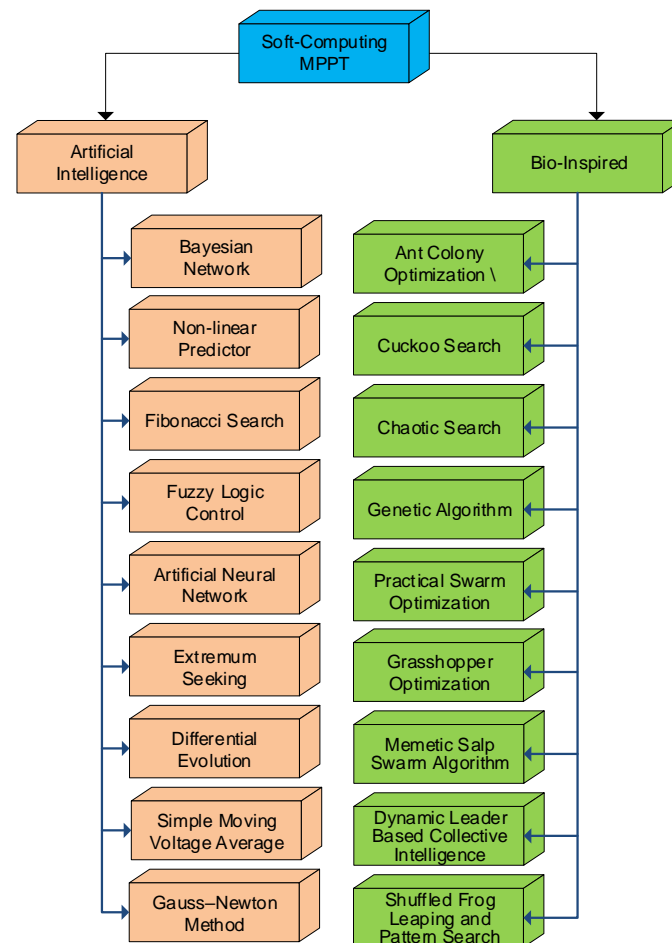 Soft-Computing
MPPT
Artificial
Intelligence
Bio-Inspired
Bayesian
Network
Non-linear
Predictor
Fibonacci Search
Fuzzy Logic
Control
Artificial Neural
Network
Extremum
Seeking
Differential
Evolution
Simple Moving
Voltage Average
Gauss–Newton
Method
Ant Colony
Optimization \
Cuckoo Search
Chaotic Search
Genetic Algorithm
Practical Swarm
Optimization
Grasshopper
Optimization
Memetic Salp
Swarm Algorithm
Dynamic Leader
Based Collective
Intelligence
Shuffled Frog
Leaping and
Pattern Search